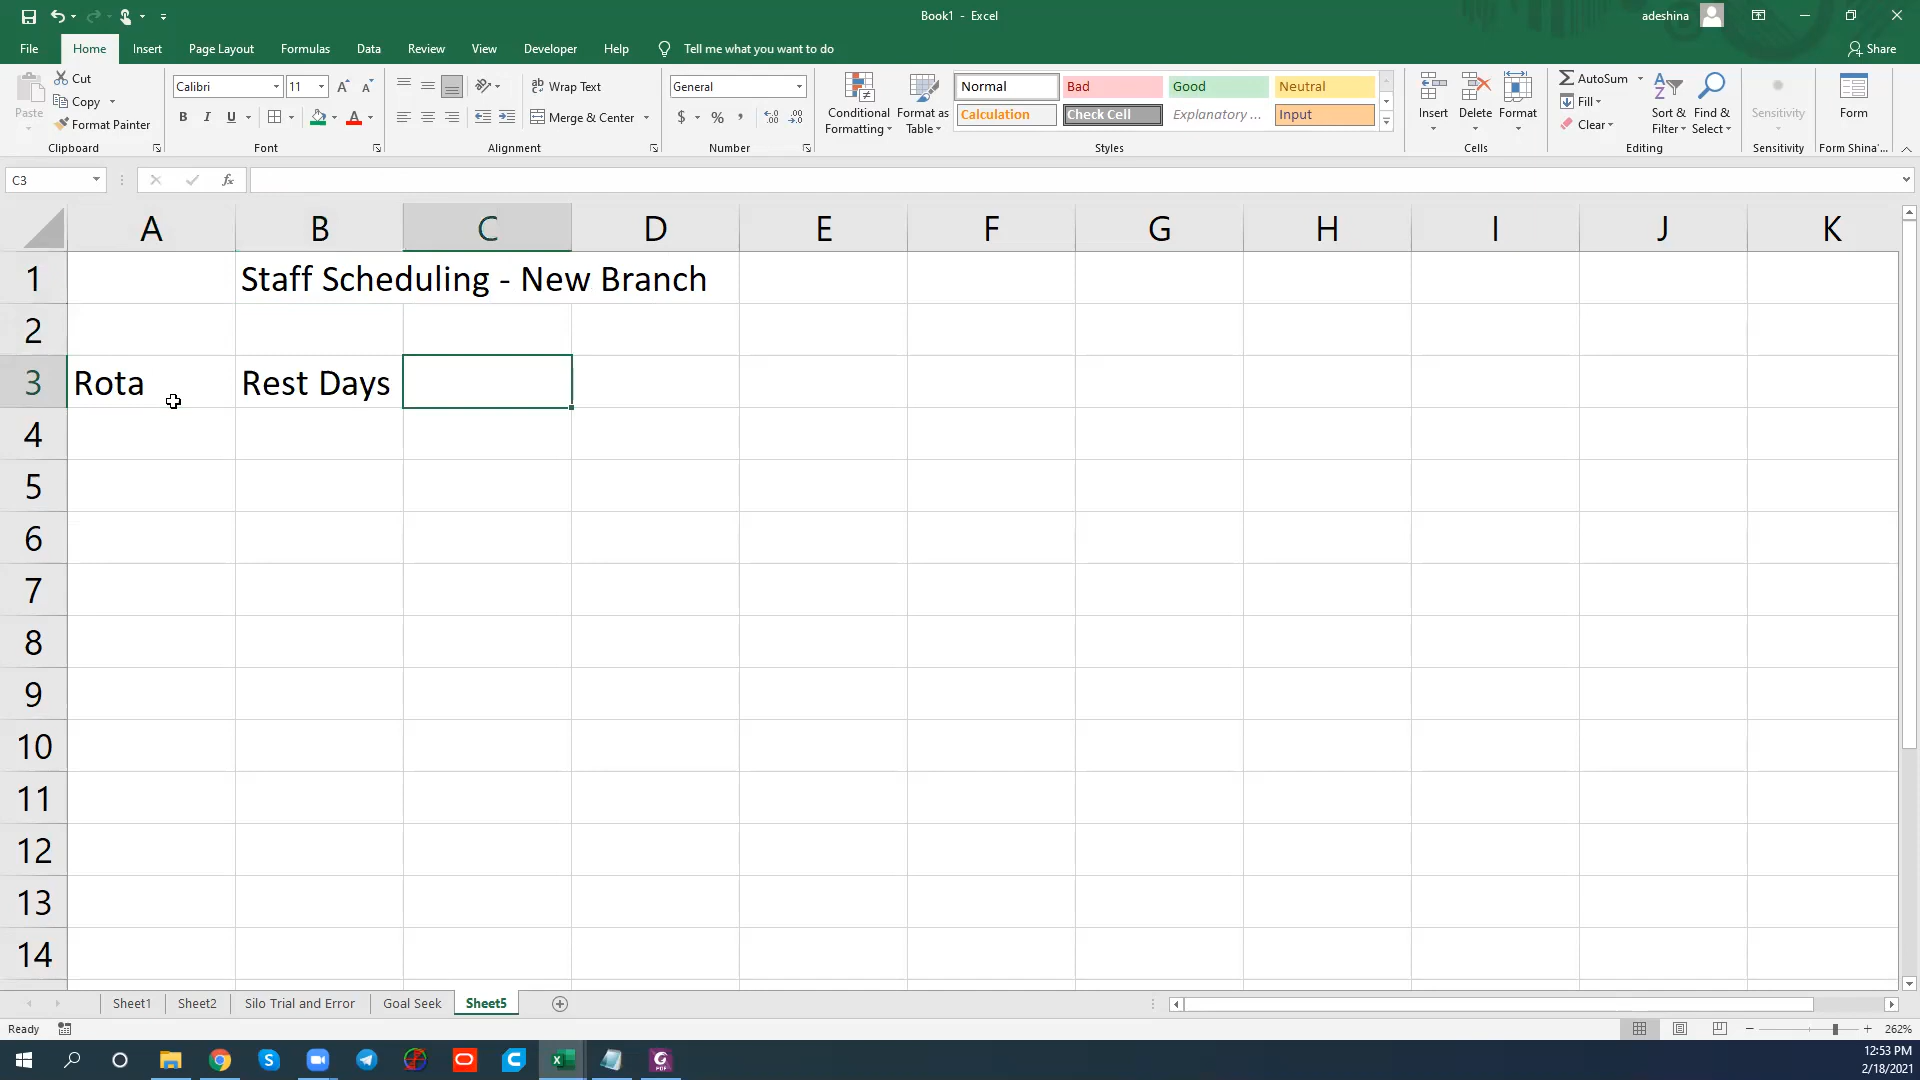 Book1 - Excel
adeshina
File Home Insert Page Layout Formulas Data Review View Developer Help Tell me what you want to do Share
Paste
Cut
Copy
Format Painter
Clipboard
Calibri 11
B I U
Font
Wrap Text
Merge & Center
Alignment
General
$ % ,
Number
Conditional Formatting
Format as Table
Normal Bad Good Neutral
Calculation Check Cell Explanatory ... Input
Styles
Insert Delete Format
Cells
AutoSum
Fill
Clear
Sort & Filter
Find & Select
Editing
Sensitivity
Sensitivity
Form
Form Shina'...
C3 fx
A B C D E F G H I J K
1 Staff Scheduling - New Branch
2
3 Rota Rest Days
4
5
6
7
8
9
10
11
12
13
14
Sheet1 Sheet2 Silo Trial and Error Goal Seek Sheet5
Ready 262%
12:53 PM
2/18/2021